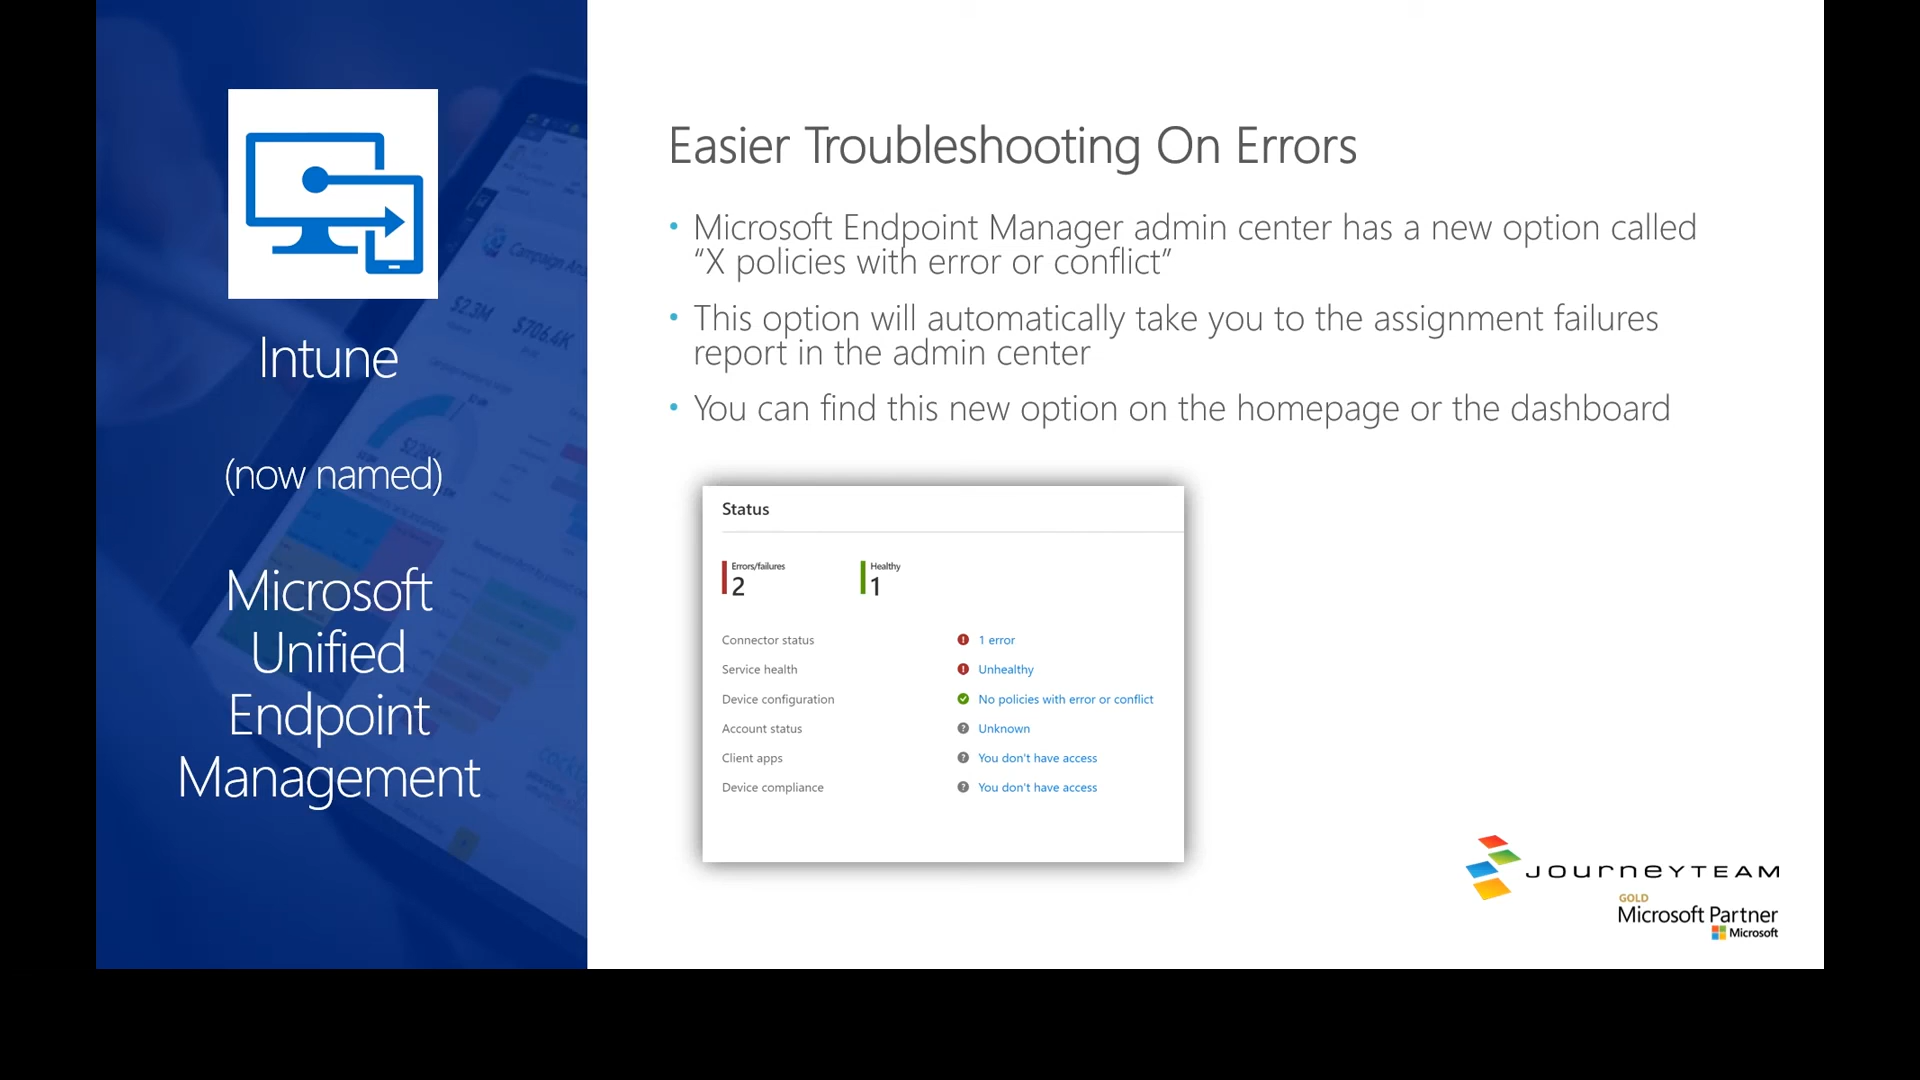 Intune
(now named)
Microsoft
Unified
Endpoint
Management
Easier Troubleshooting On Errors
• Microsoft Endpoint Manager admin center has a new option called
“X policies with error or conflict”
• This option will automatically take you to the assignment failures
report in the admin center
• You can find this new option on the homepage or the dashboard
Status
Errors/failures
2
Healthy
1
Connector status 1 error
Service health Unhealthy
Device configuration No policies with error or conflict
Account status Unknown
Client apps You don't have access
Device compliance You don't have access
JOURNEYTEAM
GOLD
Microsoft Partner
Microsoft
$2.3M
$706.4K